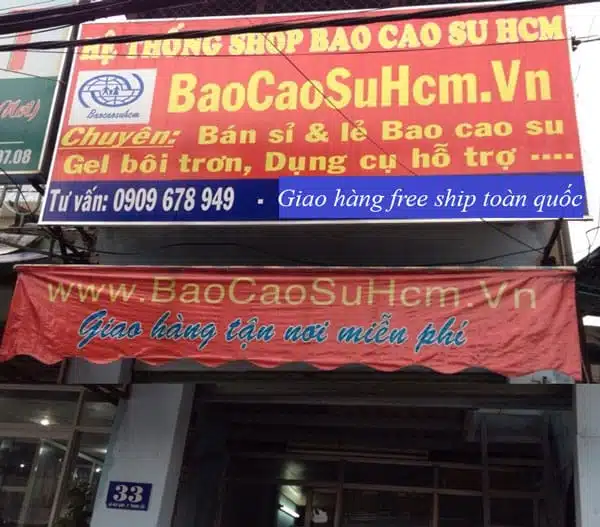 HỆ THỐNG SHOP BAO CAO SU HCM
BaoCaoSuHcm.Vn
Baocaosuhcm
Chuyên: Bán sỉ & lẻ Bao cao su
Gel bôi trơn, Dụng cụ hỗ trợ ....
Tư vấn: 0909 678 949 - Giao hàng free ship toàn quốc
97.08
www.BaoCaoSuHcm.Vn
Giao hàng tận nơi miễn phí
33